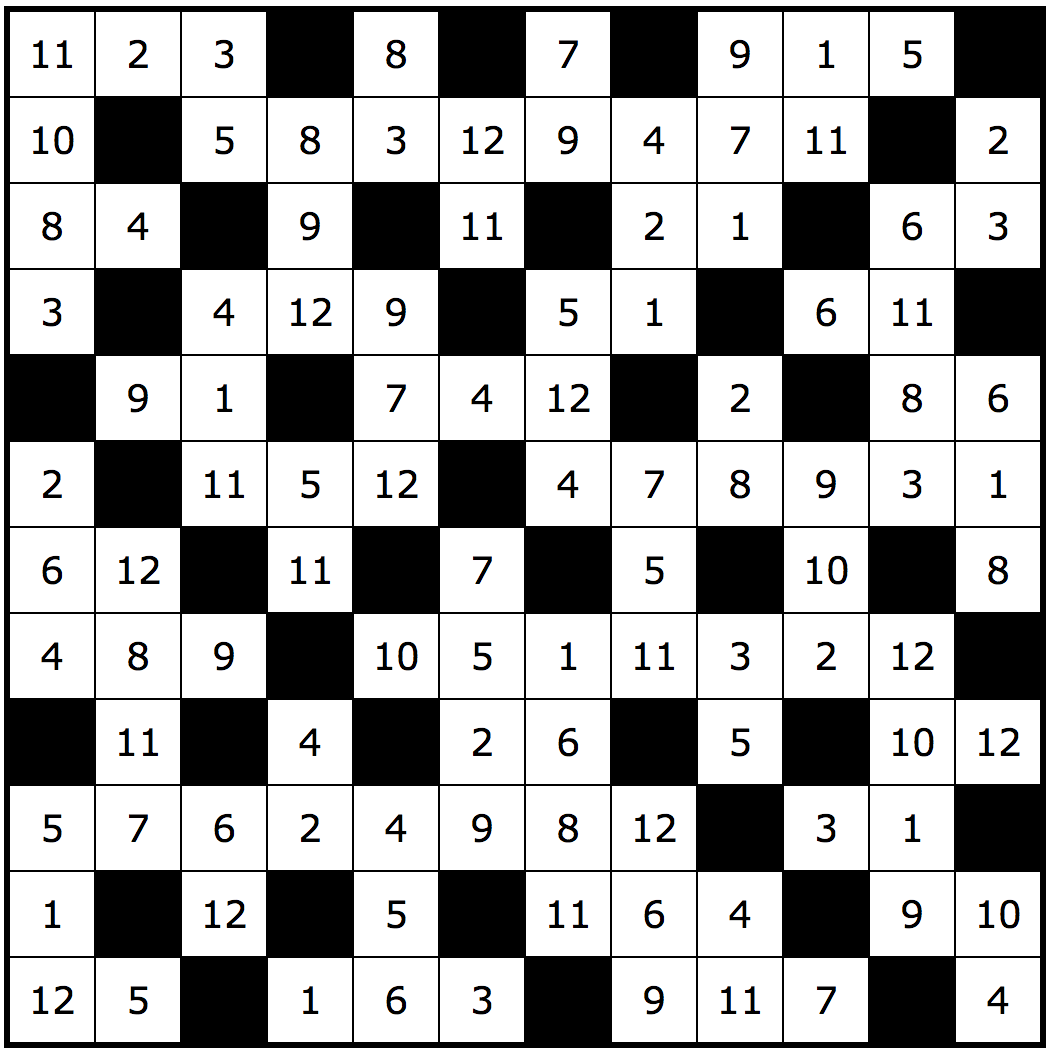 11 2 3 8 7 9 1 5
10 5 8 3 12 9 4 7 11 2
8 4 9 11 2 1 6 3
3 4 12 9 5 1 6 11
9 1 7 4 12 2 8 6
2 11 5 12 4 7 8 9 3 1
6 12 11 7 5 10 8
4 8 9 10 5 1 11 3 2 12
11 4 2 6 5 10 12
5 7 6 2 4 9 8 12 3 1
1 12 5 11 6 4 9 10
12 5 1 6 3 9 11 7 4